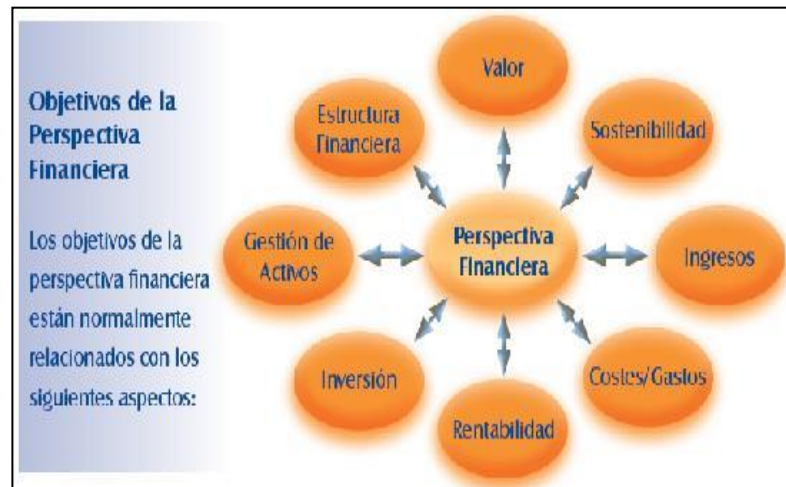 Objetivos de la
Perspectiva
Financiera
Los objetivos de la
perspectiva financiera
están normalmente
relacionados con los
siguientes aspectos:
Valor
Sostenibilidad
Ingresos
Costes/Gastos
Rentabilidad
Inversión
Gestión de
Activos
Estructura
Financiera
Perspectiva
Financiera